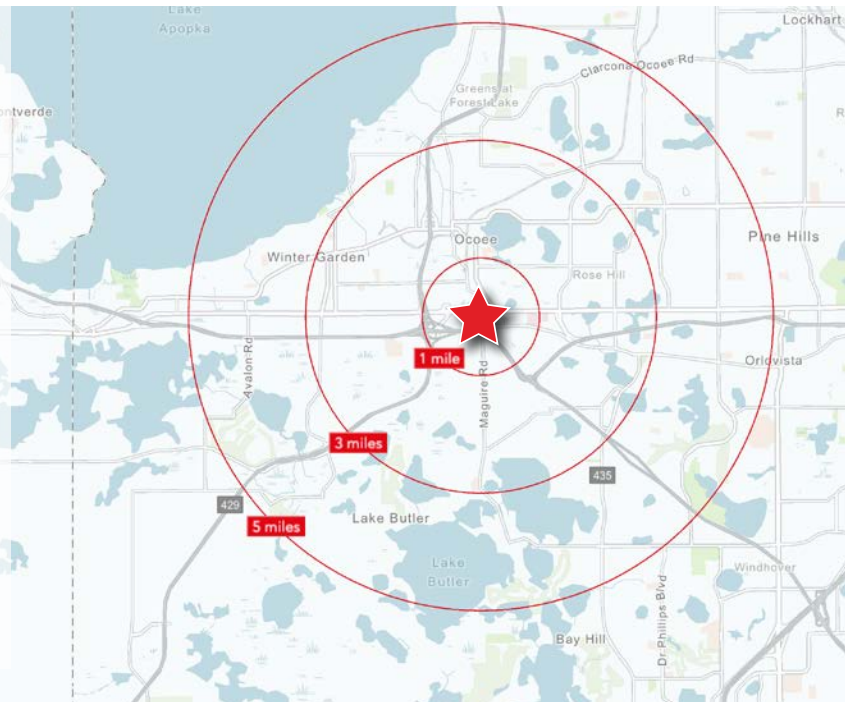 Lake
Apopka
Lockhart
Clarcona Ocoee Rd
Greens at
Forest Lake
ontverde
R
Pine Hills
Ocoee
Winter Garden
Rose Hill
Avalon Rd
1 mile
Orlovista
Maguire Rd
3 miles
435
429
5 miles
Lake Butler
Lake
Butler
Windhover
Dr Phillips Blvd
Bay Hill